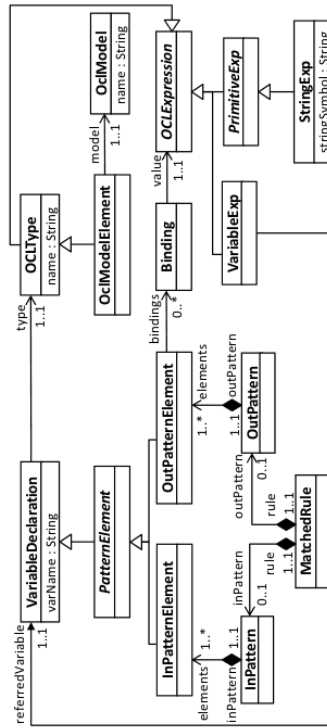 referredVariable
1..1
VariableDeclaration
varName : String
type
1..1
OCLType
name : String
OclModelElement
model
1..1
OclModel
name : String
PatternElement
InPatternElement
OutPatternElement
bindings
0..*
Binding
value
1..1
OCLExpression
VariableExp
PrimitiveExp
StringExp
stringSymbol : String
elements
1..*
inPattern
1..1
InPattern
inPattern
0..1
rule
1..1
MatchedRule
rule
1..1
outPattern
0..1
OutPattern
1..1
outPattern
1..*
elements